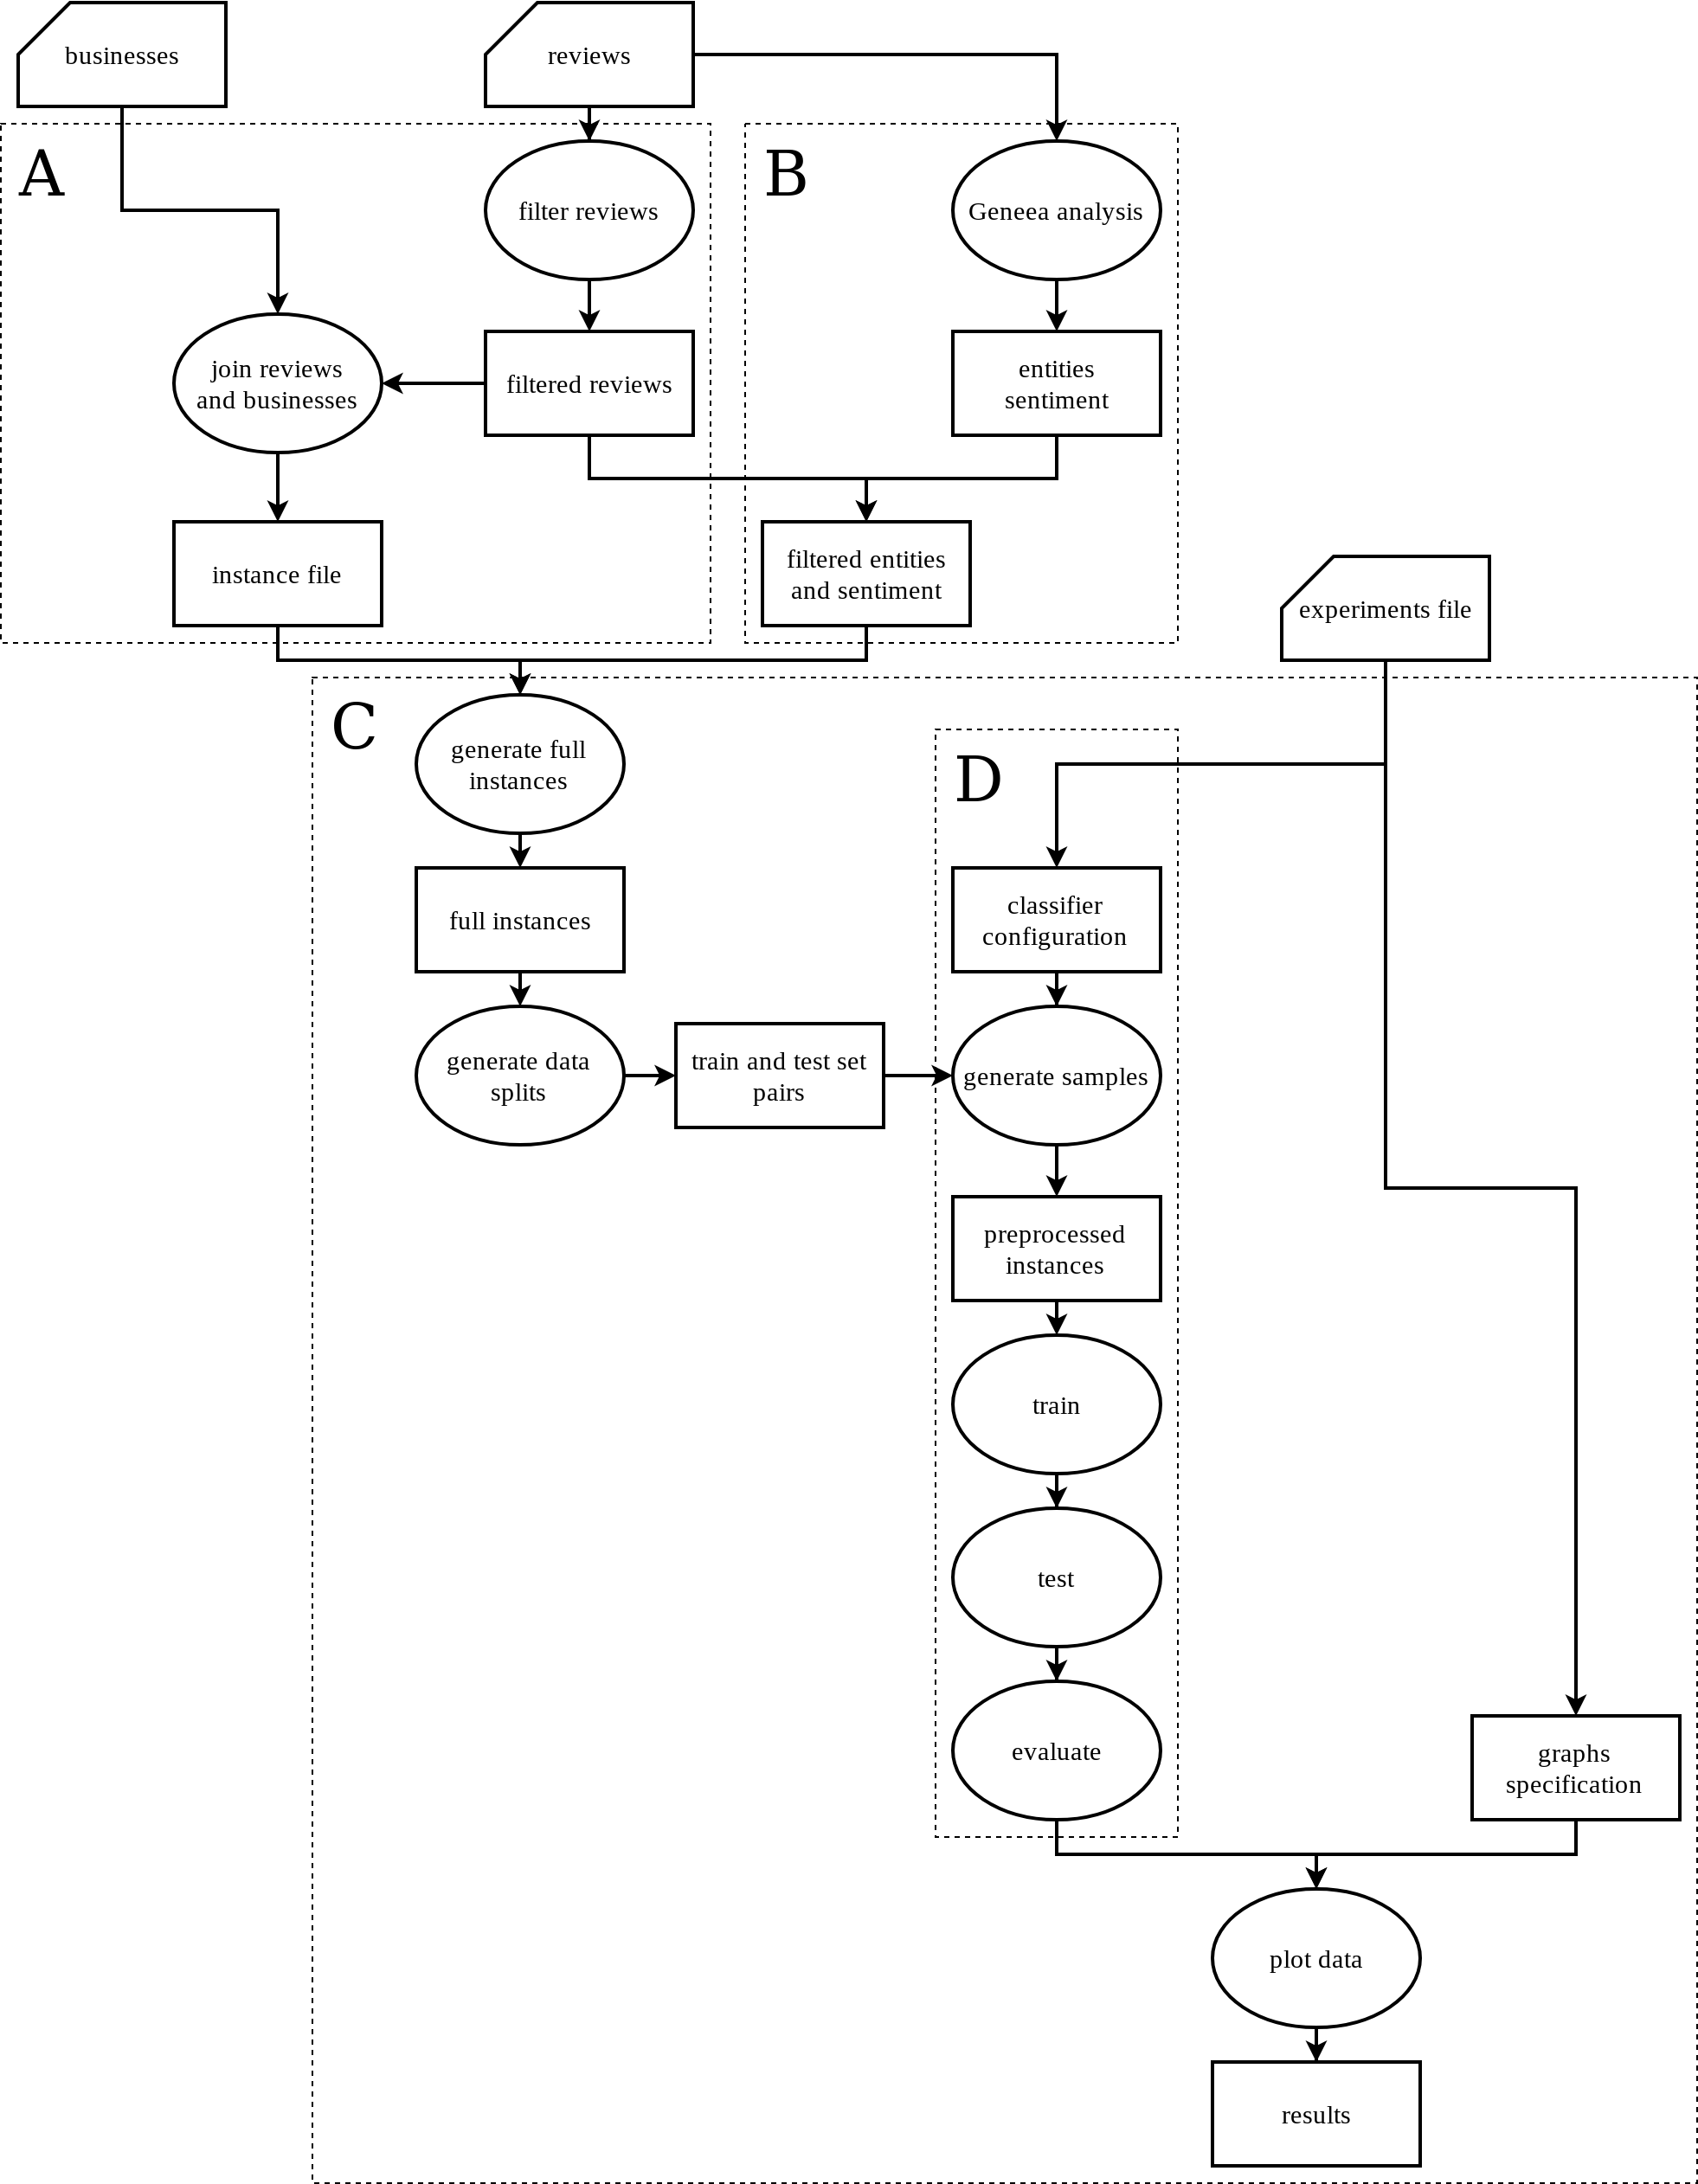 businesses
reviews
A
B
filter reviews
Geneea analysis
join reviews
and businesses
filtered reviews
entities
sentiment
instance file
filtered entities
and sentiment
experiments file
C
generate full
instances
D
full instances
classifier
configuration
generate data
splits
train and test set
pairs
generate samples
preprocessed
instances
train
test
evaluate
graphs
specification
plot data
results